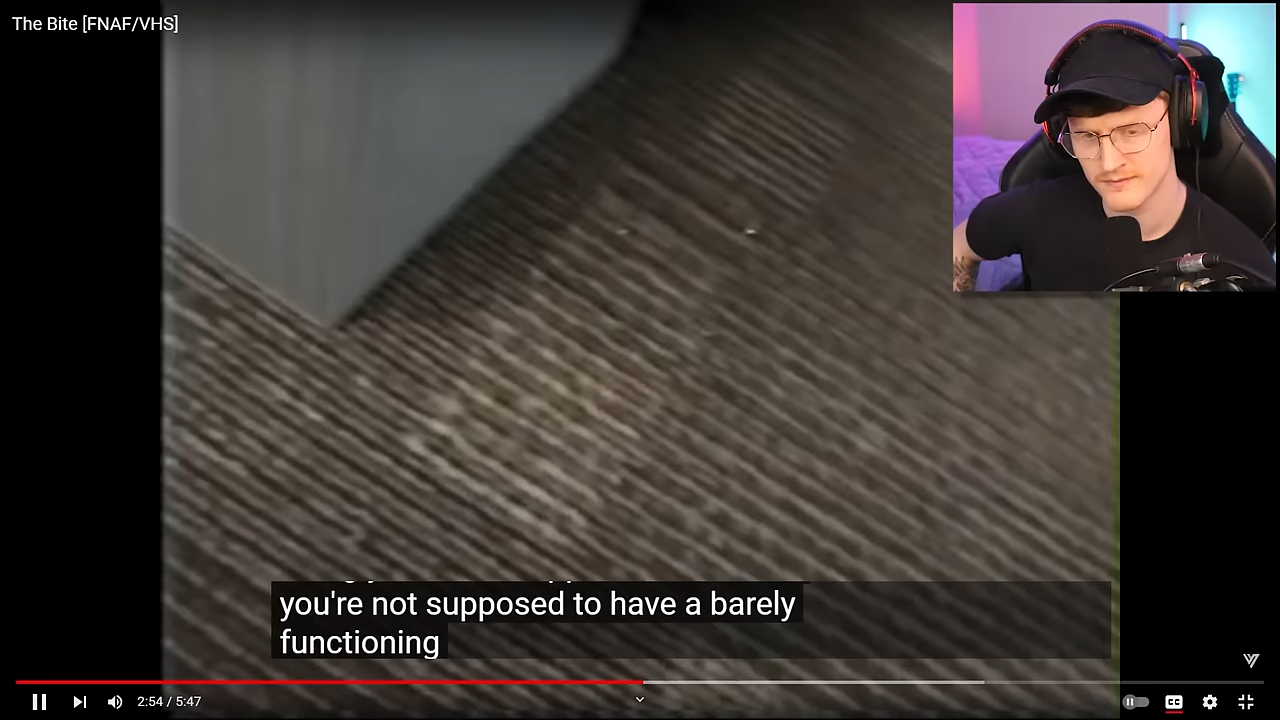 The Bite [FNAF/VHS]
you're not supposed to have a barely
functioning
2:54 / 5:47